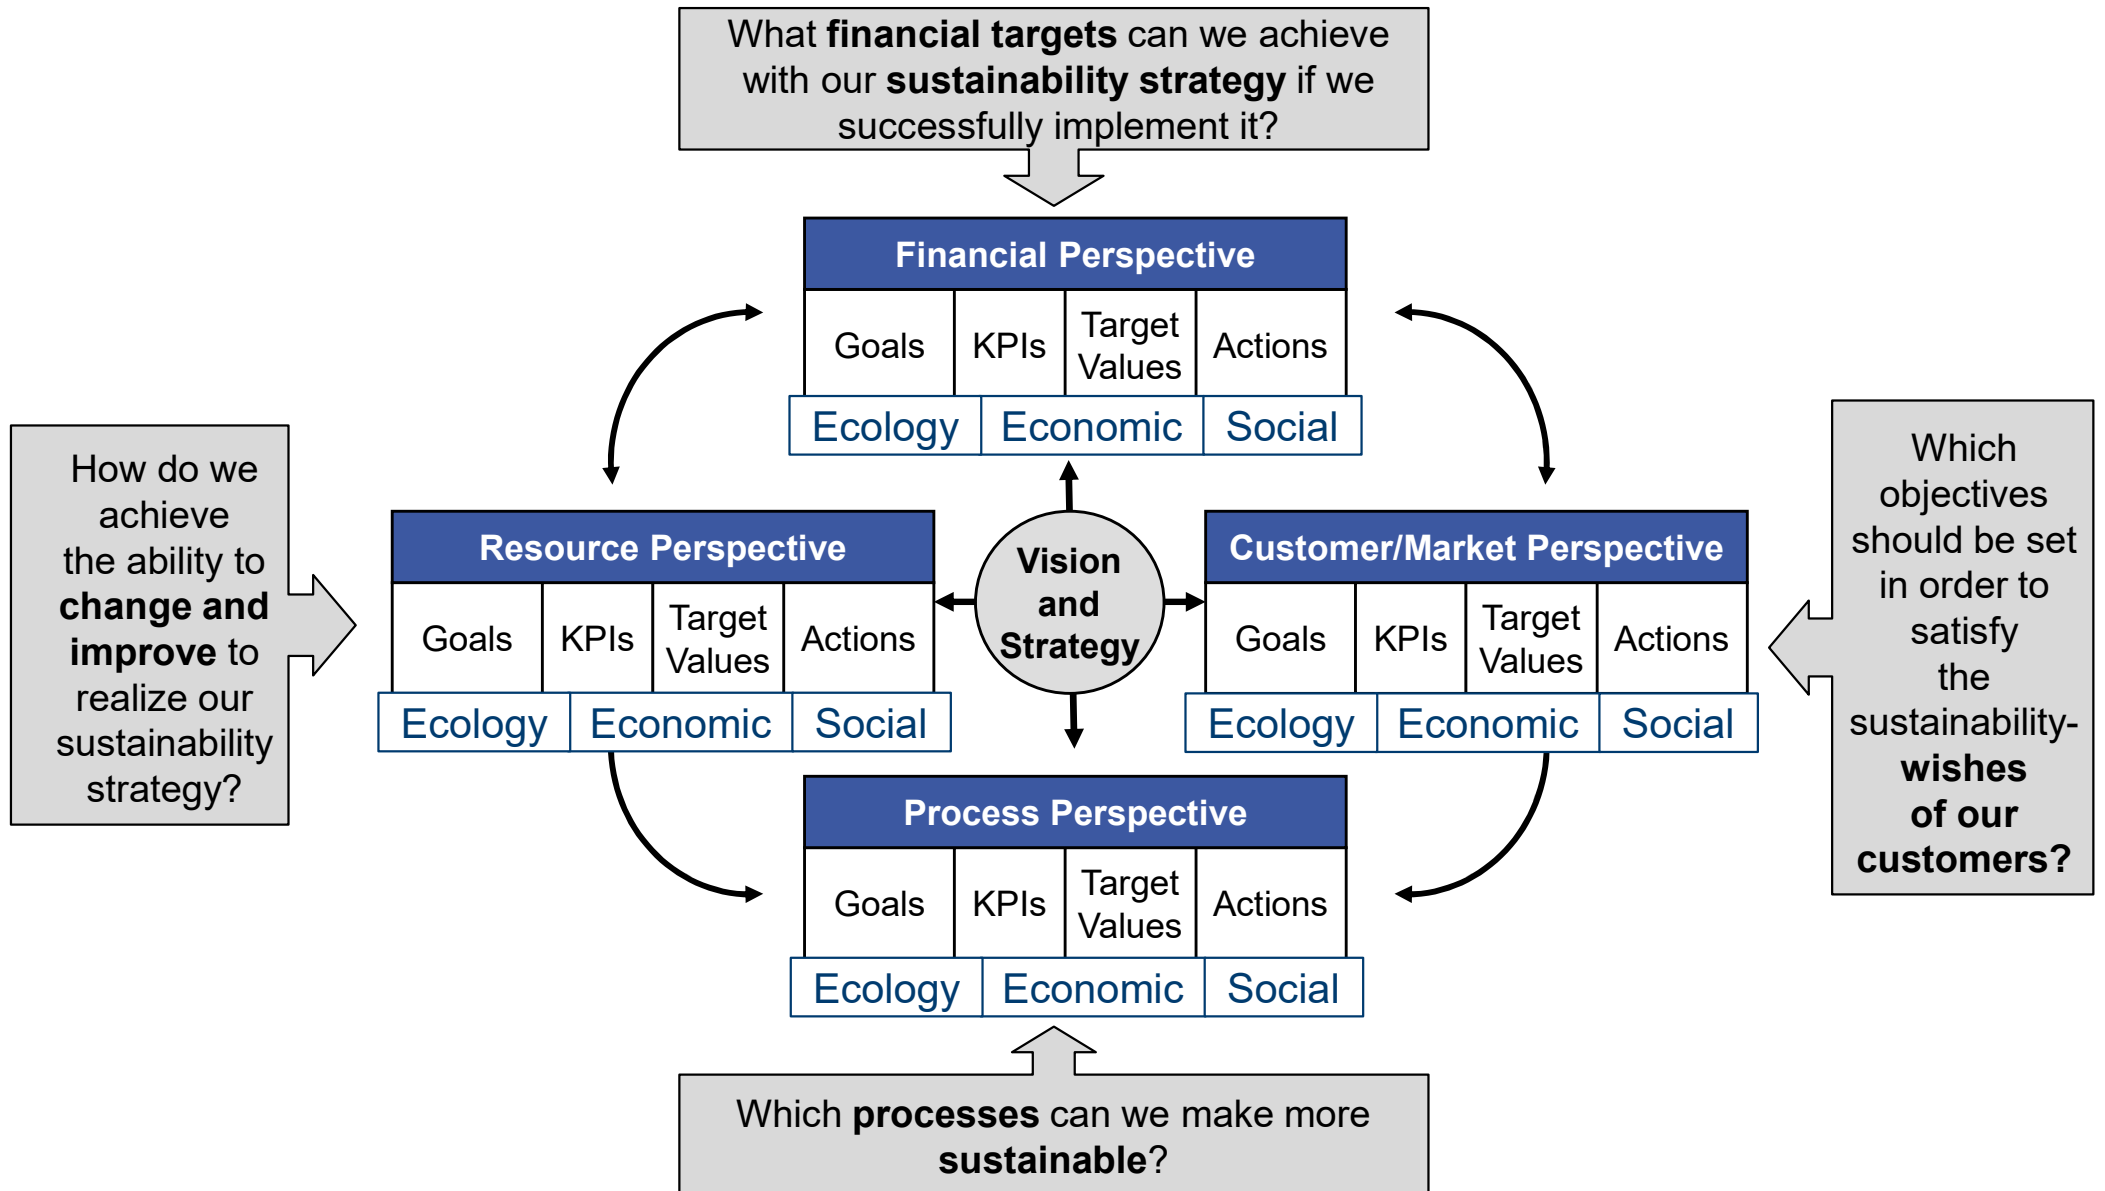 What financial targets can we achieve
with our sustainability strategy if we
successfully implement it?
Financial Perspective
Goals
KPIs
Target
Values
Actions
Ecology
Economic
Social
How do we
achieve
the ability to
change and
improve to
realize our
sustainability
strategy?
Resource Perspective
Goals
KPIs
Target
Values
Actions
Ecology
Economic
Social
Vision
and
Strategy
Customer/Market Perspective
Goals
KPIs
Target
Values
Actions
Ecology
Economic
Social
Which
objectives
should be set
in order to
satisfy
the
sustainability-
wishes
of our
customers?
Process Perspective
Goals
KPIs
Target
Values
Actions
Ecology
Economic
Social
Which processes can we make more
sustainable?